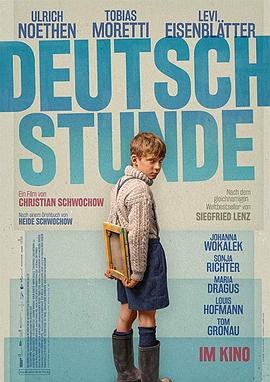 ULRICH NOETHEN
TOBIAS MORETTI
LEVI EISENBLÄTTER
DEUTSCH
STUNDE
Ein Film von
CHRISTIAN SCHWOCHOW
Nach einem Drehbuch von
HEIDE SCHWOCHOW
Nach dem
gleichnamigen
Weltbestseller von
SIEGFRIED LENZ
JOHANNA
WOKALEK
SONJA
RICHTER
MARIA
DRAGUS
LOUIS
HOFMANN
TOM
GRONAU
IM KINO